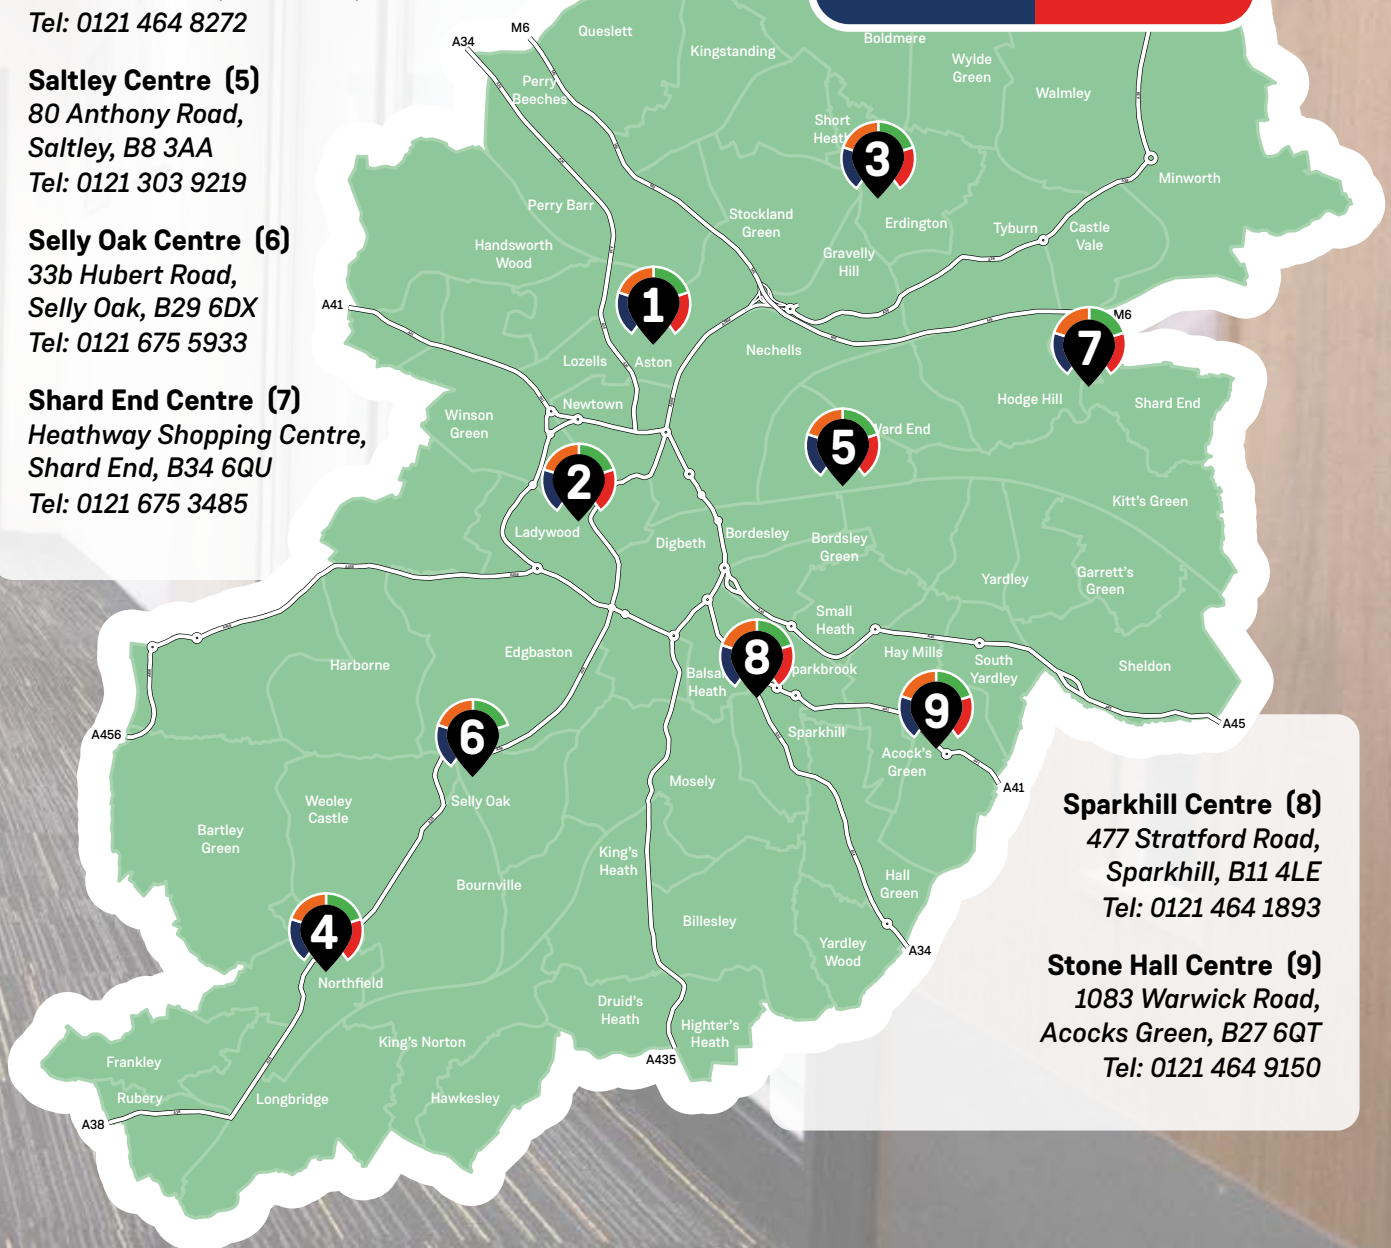 Tel: 0121 464 8272
Saltley Centre (5)
80 Anthony Road,
Saltley, B8 3AA
Tel: 0121 303 9219
Selly Oak Centre (6)
33b Hubert Road,
Selly Oak, B29 6DX
Tel: 0121 675 5933
Shard End Centre (7)
Heathway Shopping Centre,
Shard End, B34 6QU
Tel: 0121 675 3485
M6
A34
Queslett
Kingstanding
Boldmere
Wylde
Green
Walmley
Perry
Beeches
Short
Heath
3
Minworth
Perry Barr
Stockland
Green
Erdington
Tyburn
Castle
Vale
Handsworth
Wood
Gravelly
Hill
A41
1
M6
7
Lozells
Aston
Nechells
Newtown
Hodge Hill
Shard End
Winson
Green
5
Ward End
2
Kitt's Green
Ladywood
Digbeth
Bordesley
Bordsley
Green
Yardley
Garrett's
Green
Small
Heath
Harborne
Edgbaston
8
Balsall
Heath
Sparkbrook
Hay Mills
South
Yardley
Sheldon
A456
6
9
A45
Sparkhill
Acock's
Green
A41
Selly Oak
Mosely
Weoley
Castle
Bartley
Green
King's
Heath
Bournville
Hall
Green
4
Billesley
Yardley
Wood
A34
Northfield
Druid's
Heath
Highter's
Heath
King's Norton
A435
Frankley
Rubery
Longbridge
Hawkesley
A38
Sparkhill Centre (8)
477 Stratford Road,
Sparkhill, B11 4LE
Tel: 0121 464 1893
Stone Hall Centre (9)
1083 Warwick Road,
Acocks Green, B27 6QT
Tel: 0121 464 9150